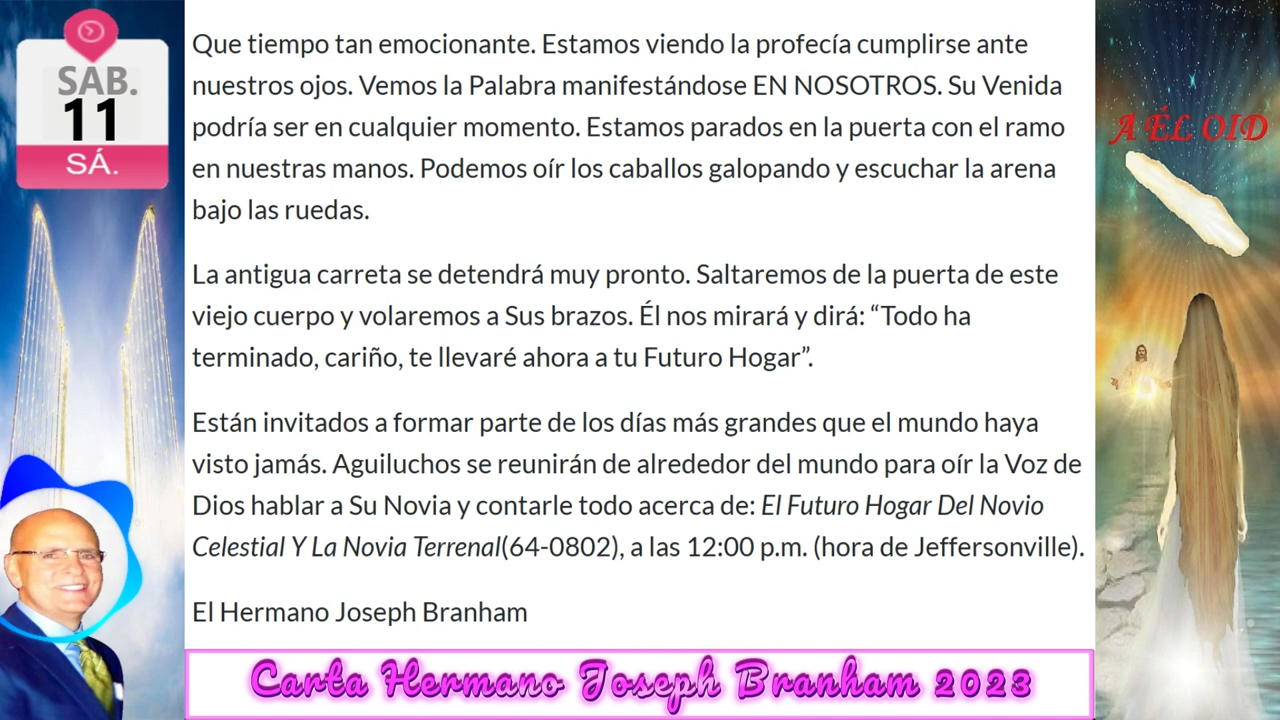 SAB.
11
SÁ.
Que tiempo tan emocionante. Estamos viendo la profecía cumplirse ante
nuestros ojos. Vemos la Palabra manifestándose EN NOSOTROS. Su Venida
podría ser en cualquier momento. Estamos parados en la puerta con el ramo
en nuestras manos. Podemos oír los caballos galopando y escuchar la arena
bajo las ruedas.
La antigua carreta se detendrá muy pronto. Saltaremos de la puerta de este
viejo cuerpo y volaremos a Sus brazos. Él nos mirará y dirá: “Todo ha
terminado, cariño, te llevaré ahora a tu Futuro Hogar”.
Están invitados a formar parte de los días más grandes que el mundo haya
visto jamás. Aguiluchos se reunirán de alrededor del mundo para oír la Voz de
Dios hablar a Su Novia y contarle todo acerca de: El Futuro Hogar Del Novio
Celestial Y La Novia Terrenal(64-0802), a las 12:00 p.m. (hora de Jeffersonville).
El Hermano Joseph Branham
Carta Hermano Joseph Branham 2023
A ÉL OID